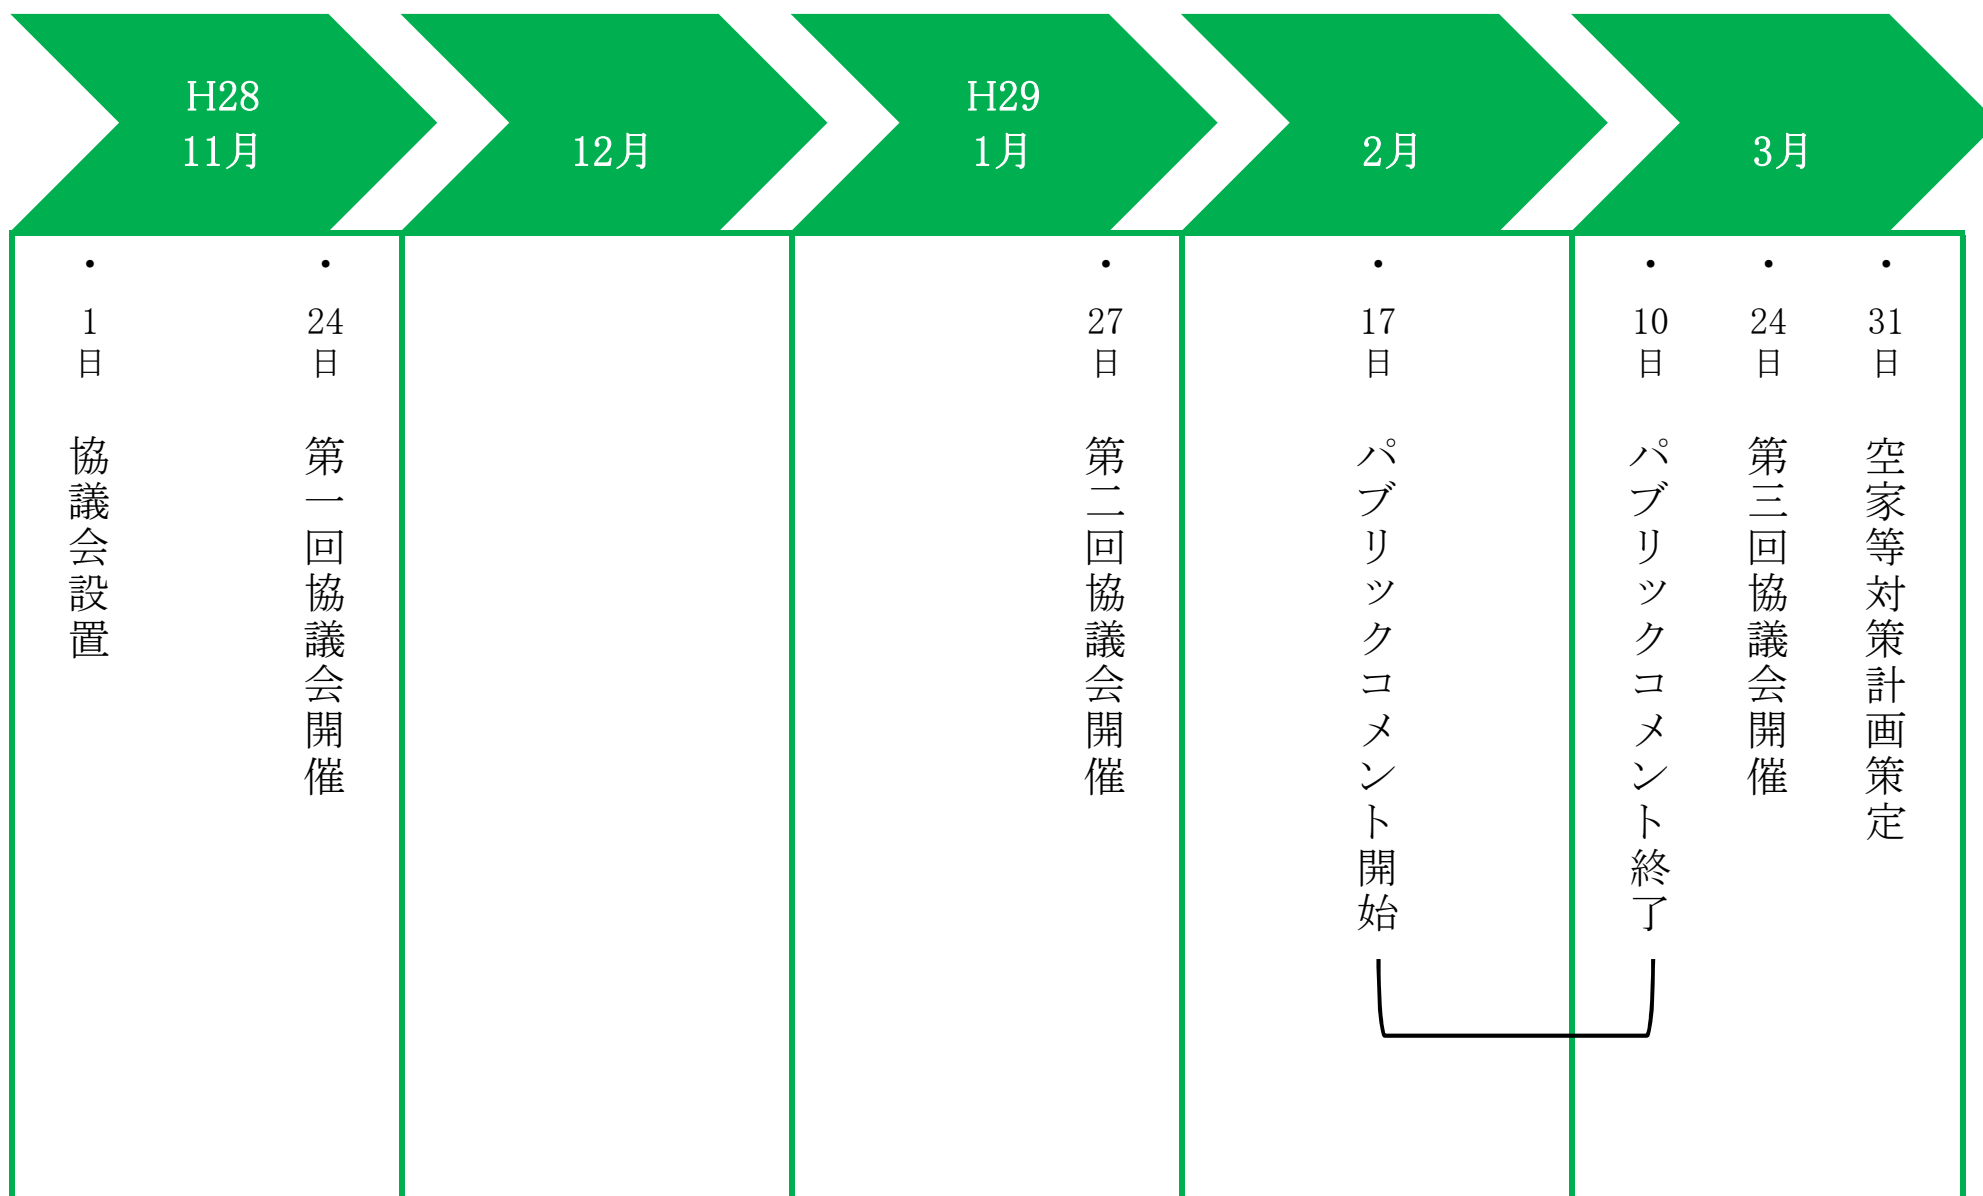 H28
11月
12月
H29
1月
2月
3月
・1日 協議会設置
・24日 第一回協議会開催
・27日 第二回協議会開催
・17日 パブリックコメント開始
・10日 パブリックコメント終了
・24日 第三回協議会開催
・31日 空家等対策計画策定